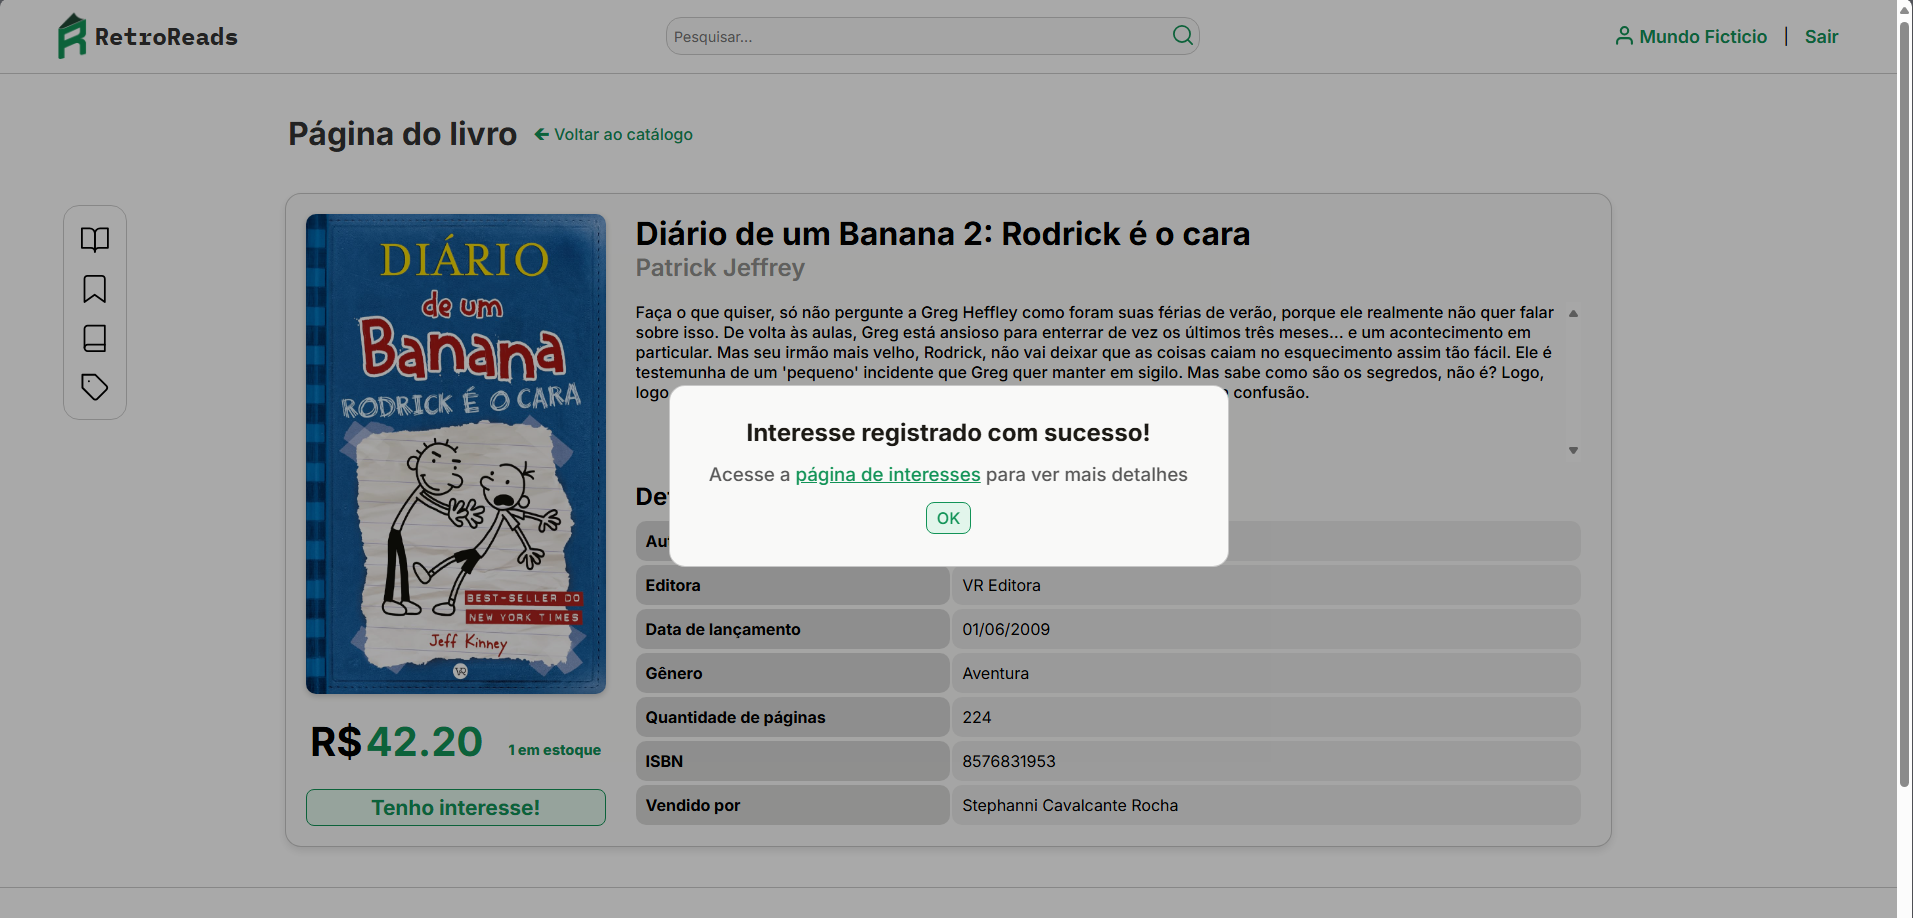 RetroReads
Pesquisar...
Mundo Ficticio | Sair
Página do livro
Voltar ao catálogo
DIÁRIO
de um
Banana
RODRICK É O CARA
BEST-SELLER DO
NEW YORK TIMES
Jeff Kinney
VR
R$42.20
1 em estoque
Tenho interesse!
Diário de um Banana 2: Rodrick é o cara
Patrick Jeffrey
Faça o que quiser, só não pergunte a Greg Heffley como foram suas férias de verão, porque ele realmente não quer falar
sobre isso. De volta às aulas, Greg está ansioso para enterrar de vez os últimos três meses... e um acontecimento em
particular. Mas seu irmão mais velho, Rodrick, não vai deixar que as coisas caiam no esquecimento assim tão fácil. Ele é
testemunha de um 'pequeno' incidente que Greg quer manter em sigilo. Mas sabe como são os segredos, não é? Logo,
logo confusão.
Interesse registrado com sucesso!
Acesse a página de interesses para ver mais detalhes
OK
Editora VR Editora
Data de lançamento 01/06/2009
Gênero Aventura
Quantidade de páginas 224
ISBN 8576831953
Vendido por Stephanni Cavalcante Rocha